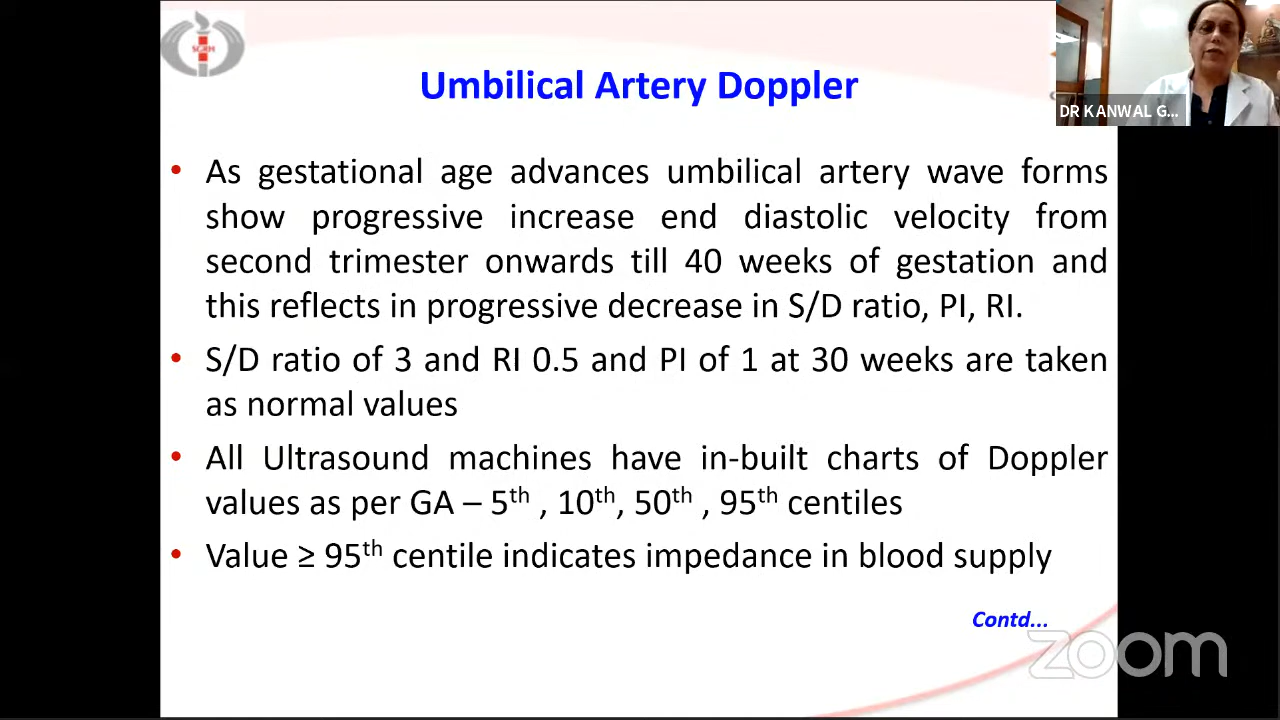 SGRH
Umbilical Artery Doppler
DR KANWAL G...
• As gestational age advances umbilical artery wave forms
show progressive increase end diastolic velocity from
second trimester onwards till 40 weeks of gestation and
this reflects in progressive decrease in S/D ratio, PI, RI.
• S/D ratio of 3 and RI 0.5 and PI of 1 at 30 weeks are taken
as normal values
• All Ultrasound machines have in-built charts of Doppler
values as per GA – 5th , 10th, 50th , 95th centiles
• Value ≥ 95th centile indicates impedance in blood supply
Contd...
zoom